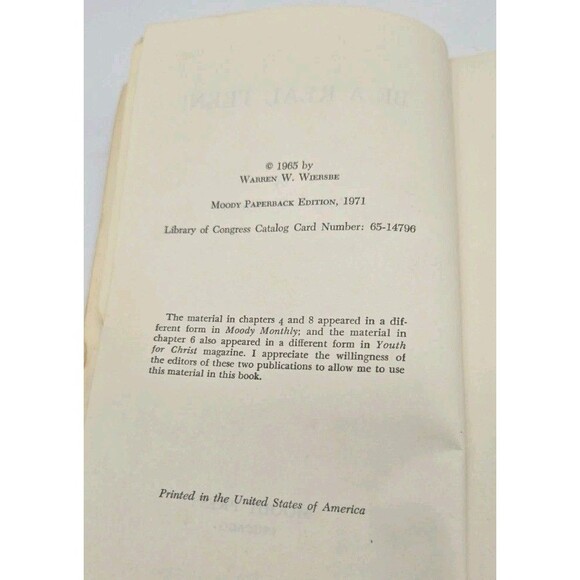 © 1965 by
Warren W. Wiersbe
Moody Paperback Edition, 1971
Library of Congress Catalog Card Number: 65-14796
The material in chapters 4 and 8 appeared in a dif-
ferent form in Moody Monthly; and the material in
chapter 6 also appeared in a different form in Youth
for Christ magazine. I appreciate the willingness of
the editors of these two publications to allow me to use
this material in this book.
Printed in the United States of America